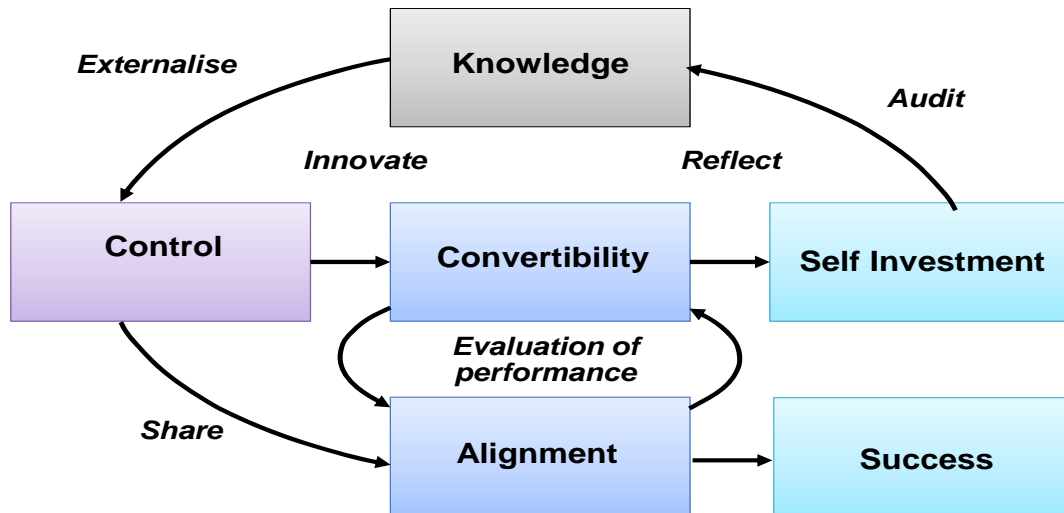 Knowledge
Externalise
Audit
Innovate
Reflect
Control
Convertibility
Self Investment
Evaluation of
performance
Share
Alignment
Success